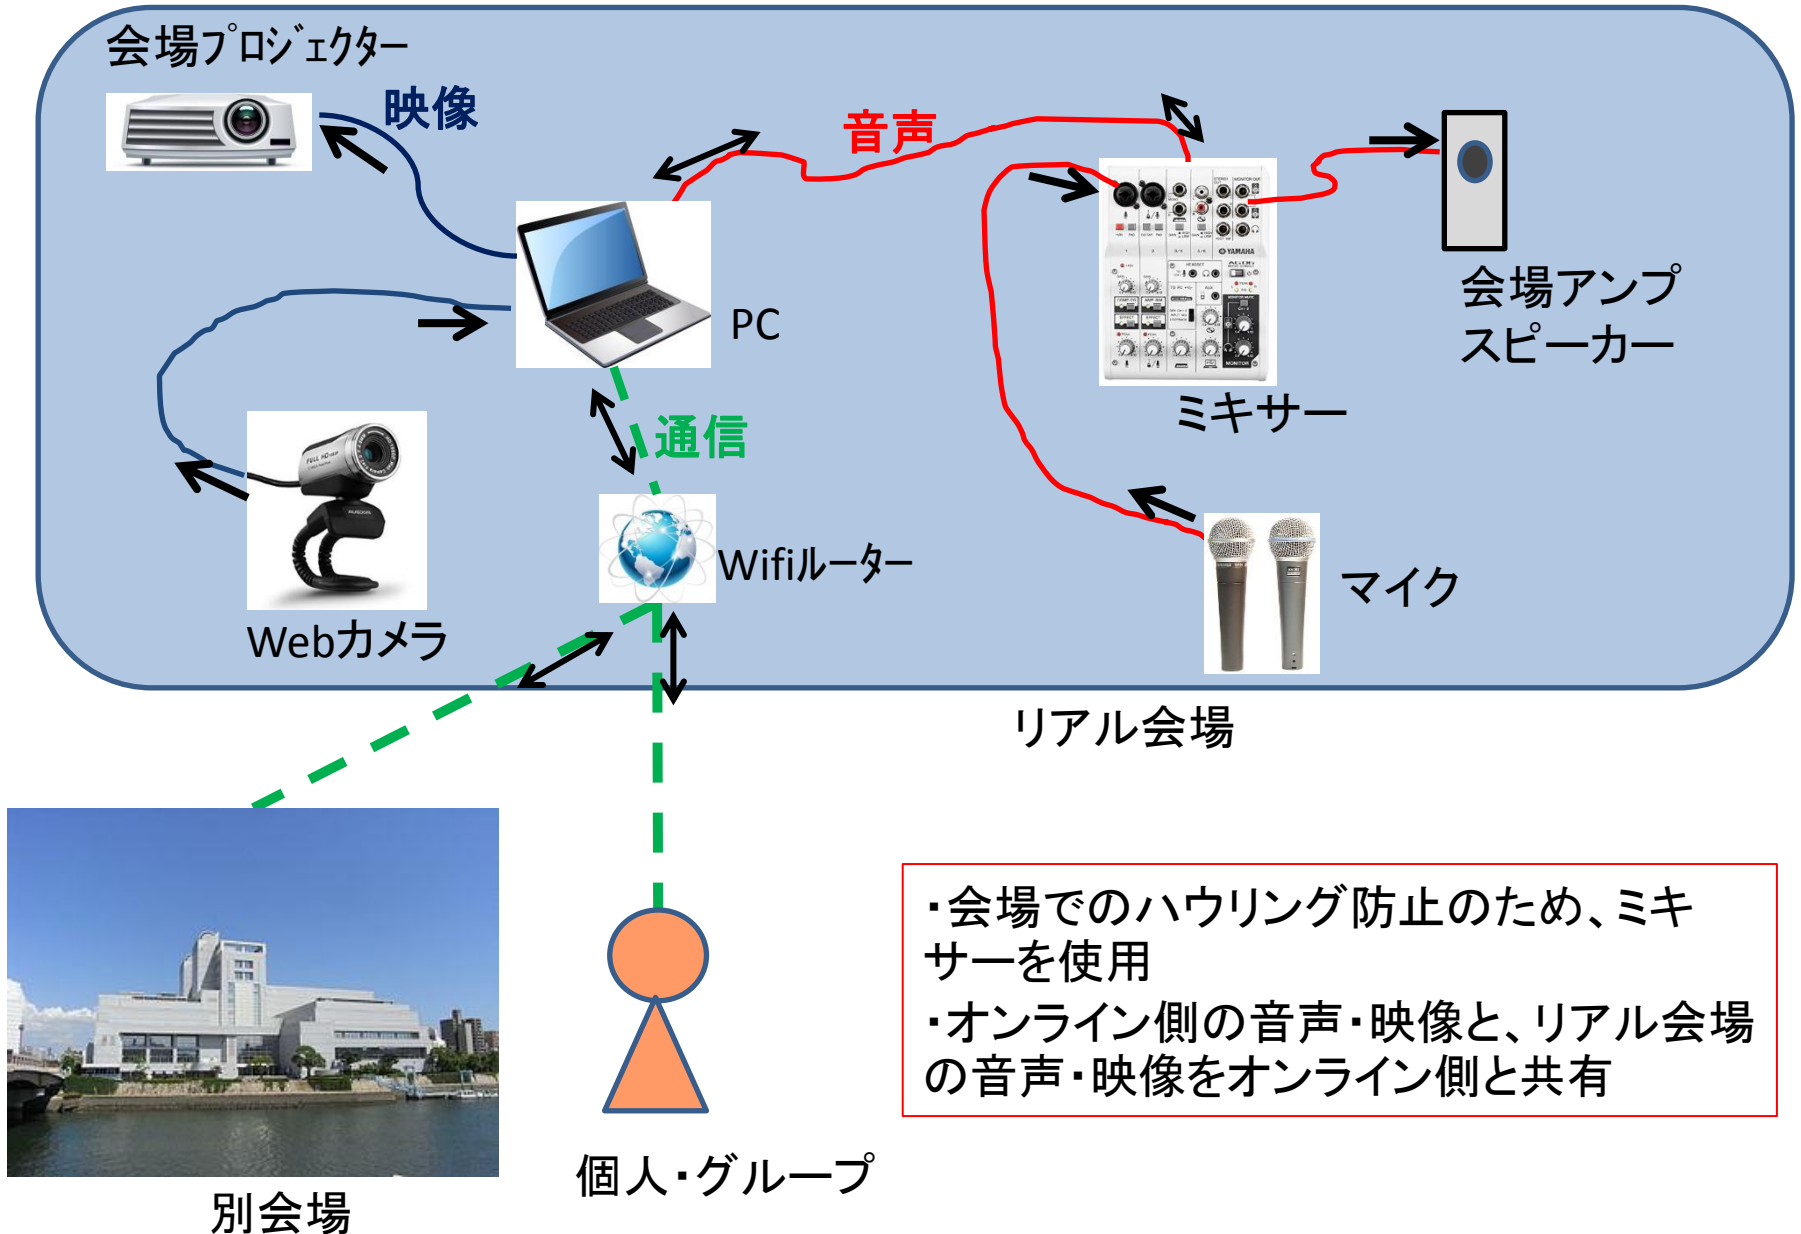 会場プロジェクター
映像
音声
PC
会場アンプ
スピーカー
YAMAHA
MONITOR
ミキサー
通信
FULL HD
AUSDOM
Wifiルーター
マイク
Webカメラ
リアル会場
・会場でのハウリング防止のため、ミキ
サーを使用
・オンライン側の音声・映像と、リアル会場
の音声・映像をオンライン側と共有
個人・グループ
別会場